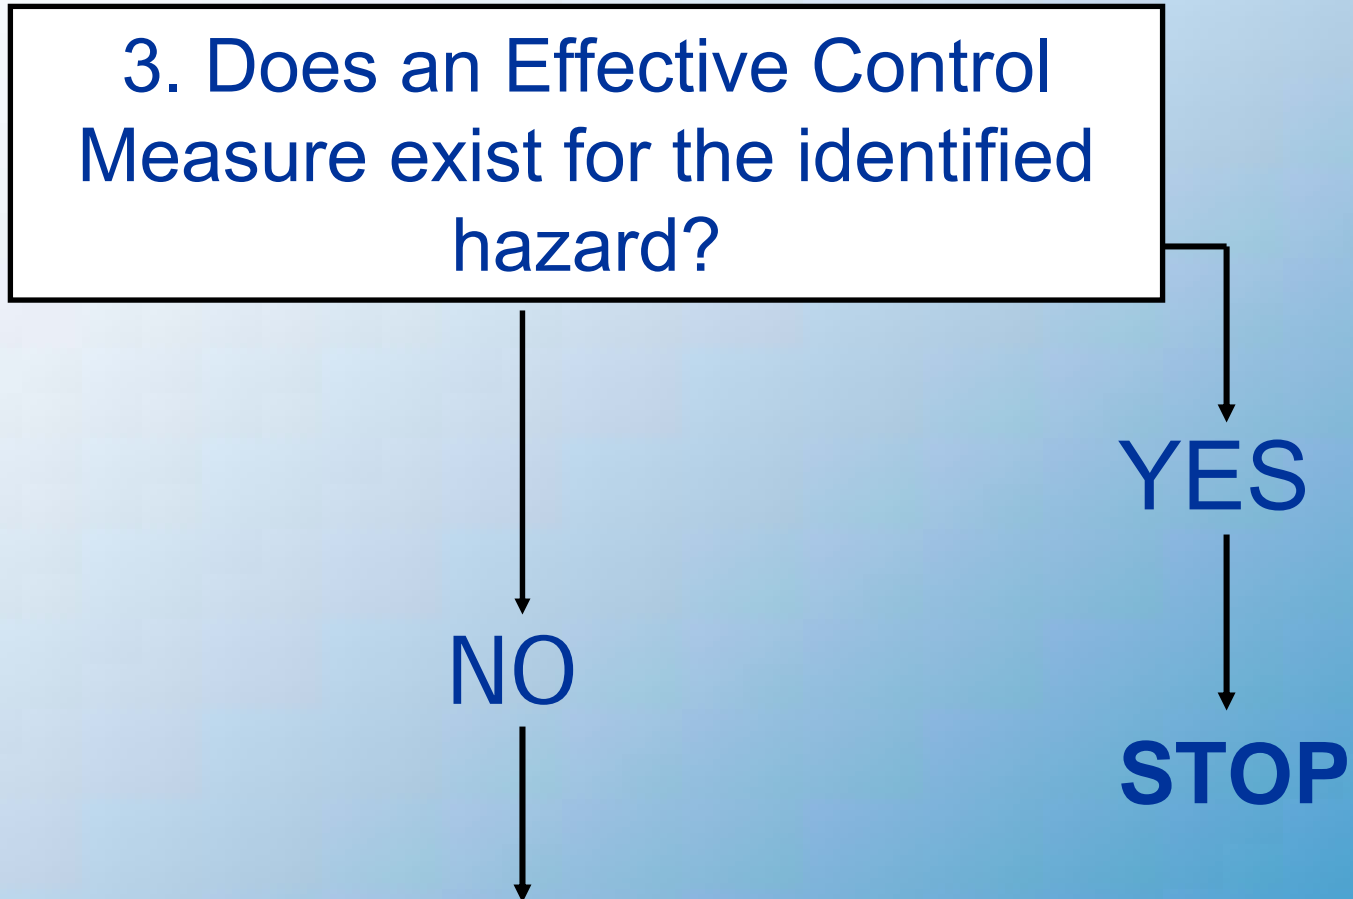 3. Does an Effective Control
Measure exist for the identified
hazard?
YES
NO
STOP